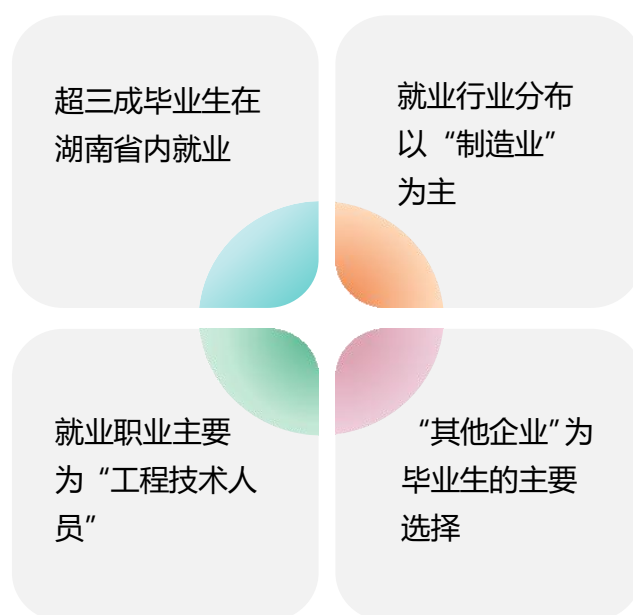 超三成毕业生在
湖南省内就业
就业行业分布
以“制造业”
为主
就业职业主要
为“工程技术人
员”
“其他企业”为
毕业生的主要
选择